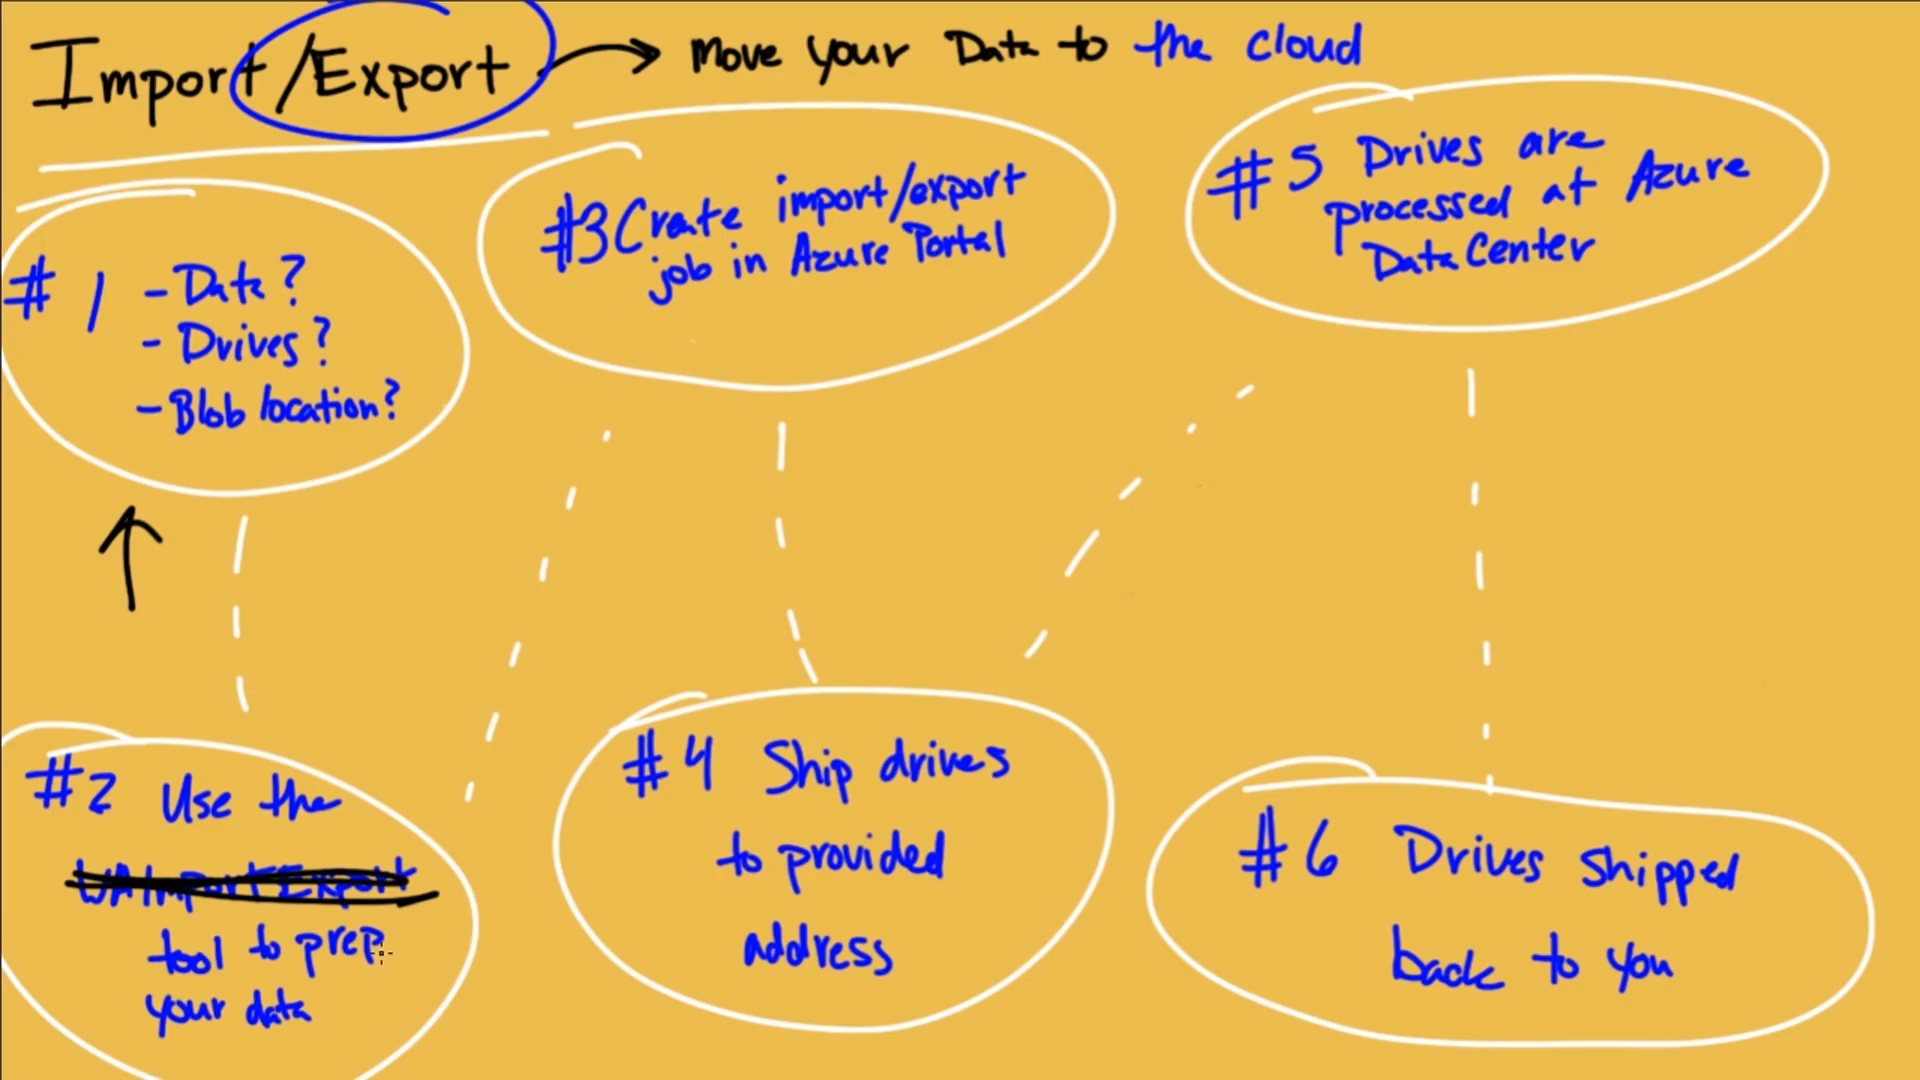 Import/Export → Move your Data to the cloud
#1 - Data?
- Drives?
- Blob location?
#2 Use the
WAImportExport
tool to prep
your data
#3 Create import/export
job in Azure Portal
#4 Ship drives
to provided
address
#5 Drives are
processed at Azure
Data Center
#6 Drives shipped
back to you